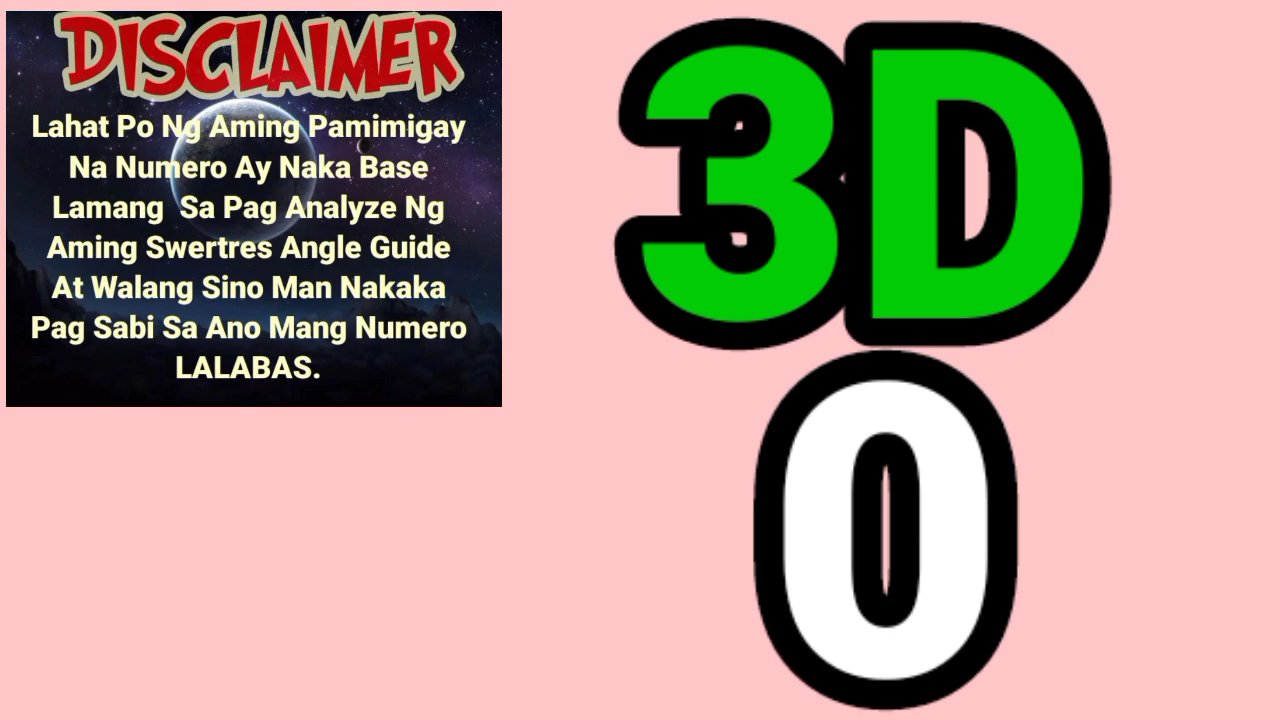 DISCLAIMER
Lahat Po Ng Aming Pamimigay
Na Numero Ay Naka Base
Lamang Sa Pag Analyze Ng
Aming Swertres Angle Guide
At Walang Sino Man Nakaka
Pag Sabi Sa Ano Mang Numero
LALABAS.
3D
0